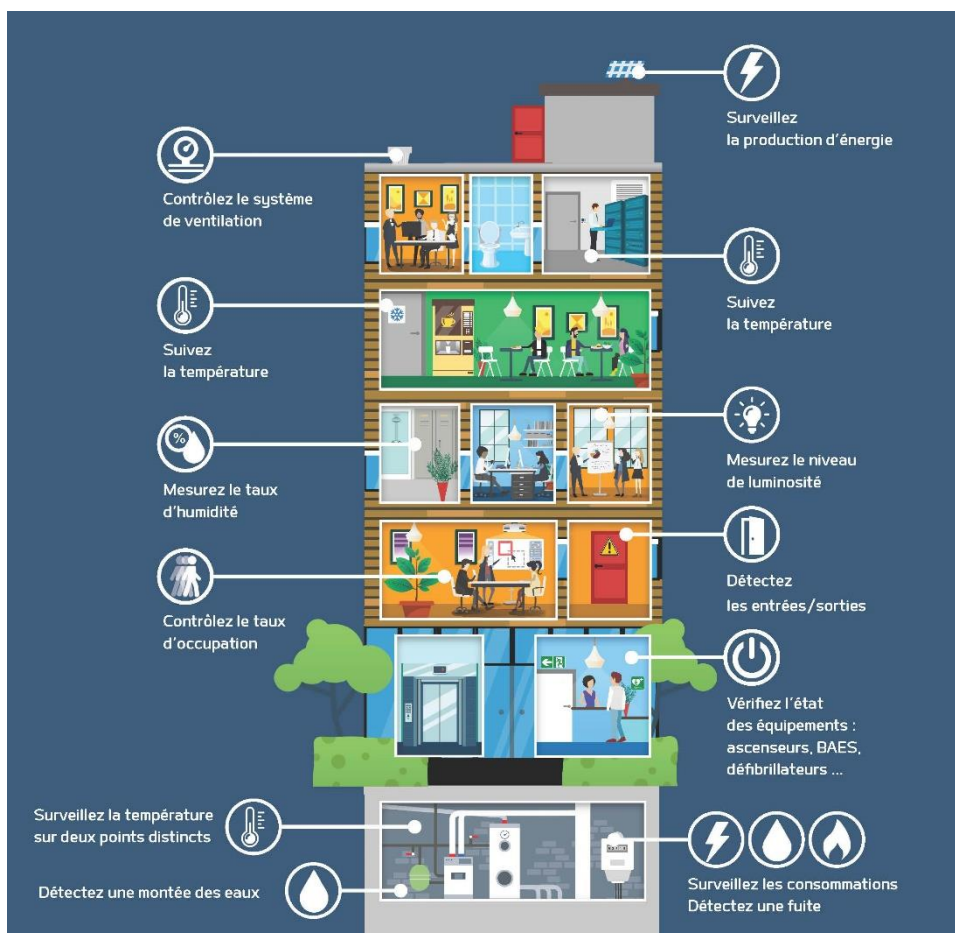 Surveillez
la production d'énergie
Contrôlez le système
de ventilation
Suivez
la température
Suivez
la température
%
Mesurez le taux
d'humidité
Mesurez le niveau
de luminosité
Détectez
les entrées/sorties
Contrôlez le taux
d'occupation
Vérifiez l'état
des équipements :
ascenseurs, BAES,
défibrillateurs ...
Surveillez la température
sur deux points distincts
Détectez une montée des eaux
Surveillez les consommations
Détectez une fuite